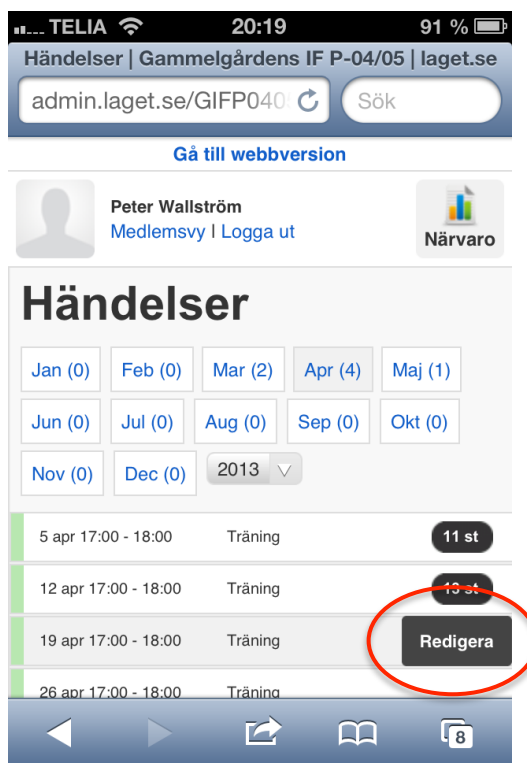 TELIA 20:19 91 %
Händelser | Gammelgårdens IF P-04/05 | laget.se
admin.laget.se/GIFP040 Sök
Gå till webbversion
Peter Wallström
Medlemsvy | Logga ut
Närvaro
Händelser
Jan (0) Feb (0) Mar (2) Apr (4) Maj (1)
Jun (0) Jul (0) Aug (0) Sep (0) Okt (0)
Nov (0) Dec (0) 2013
5 apr 17:00 - 18:00 Träning 11 st
12 apr 17:00 - 18:00 Träning 13 st
19 apr 17:00 - 18:00 Träning Redigera
26 apr 17:00 - 18:00 Träning
8